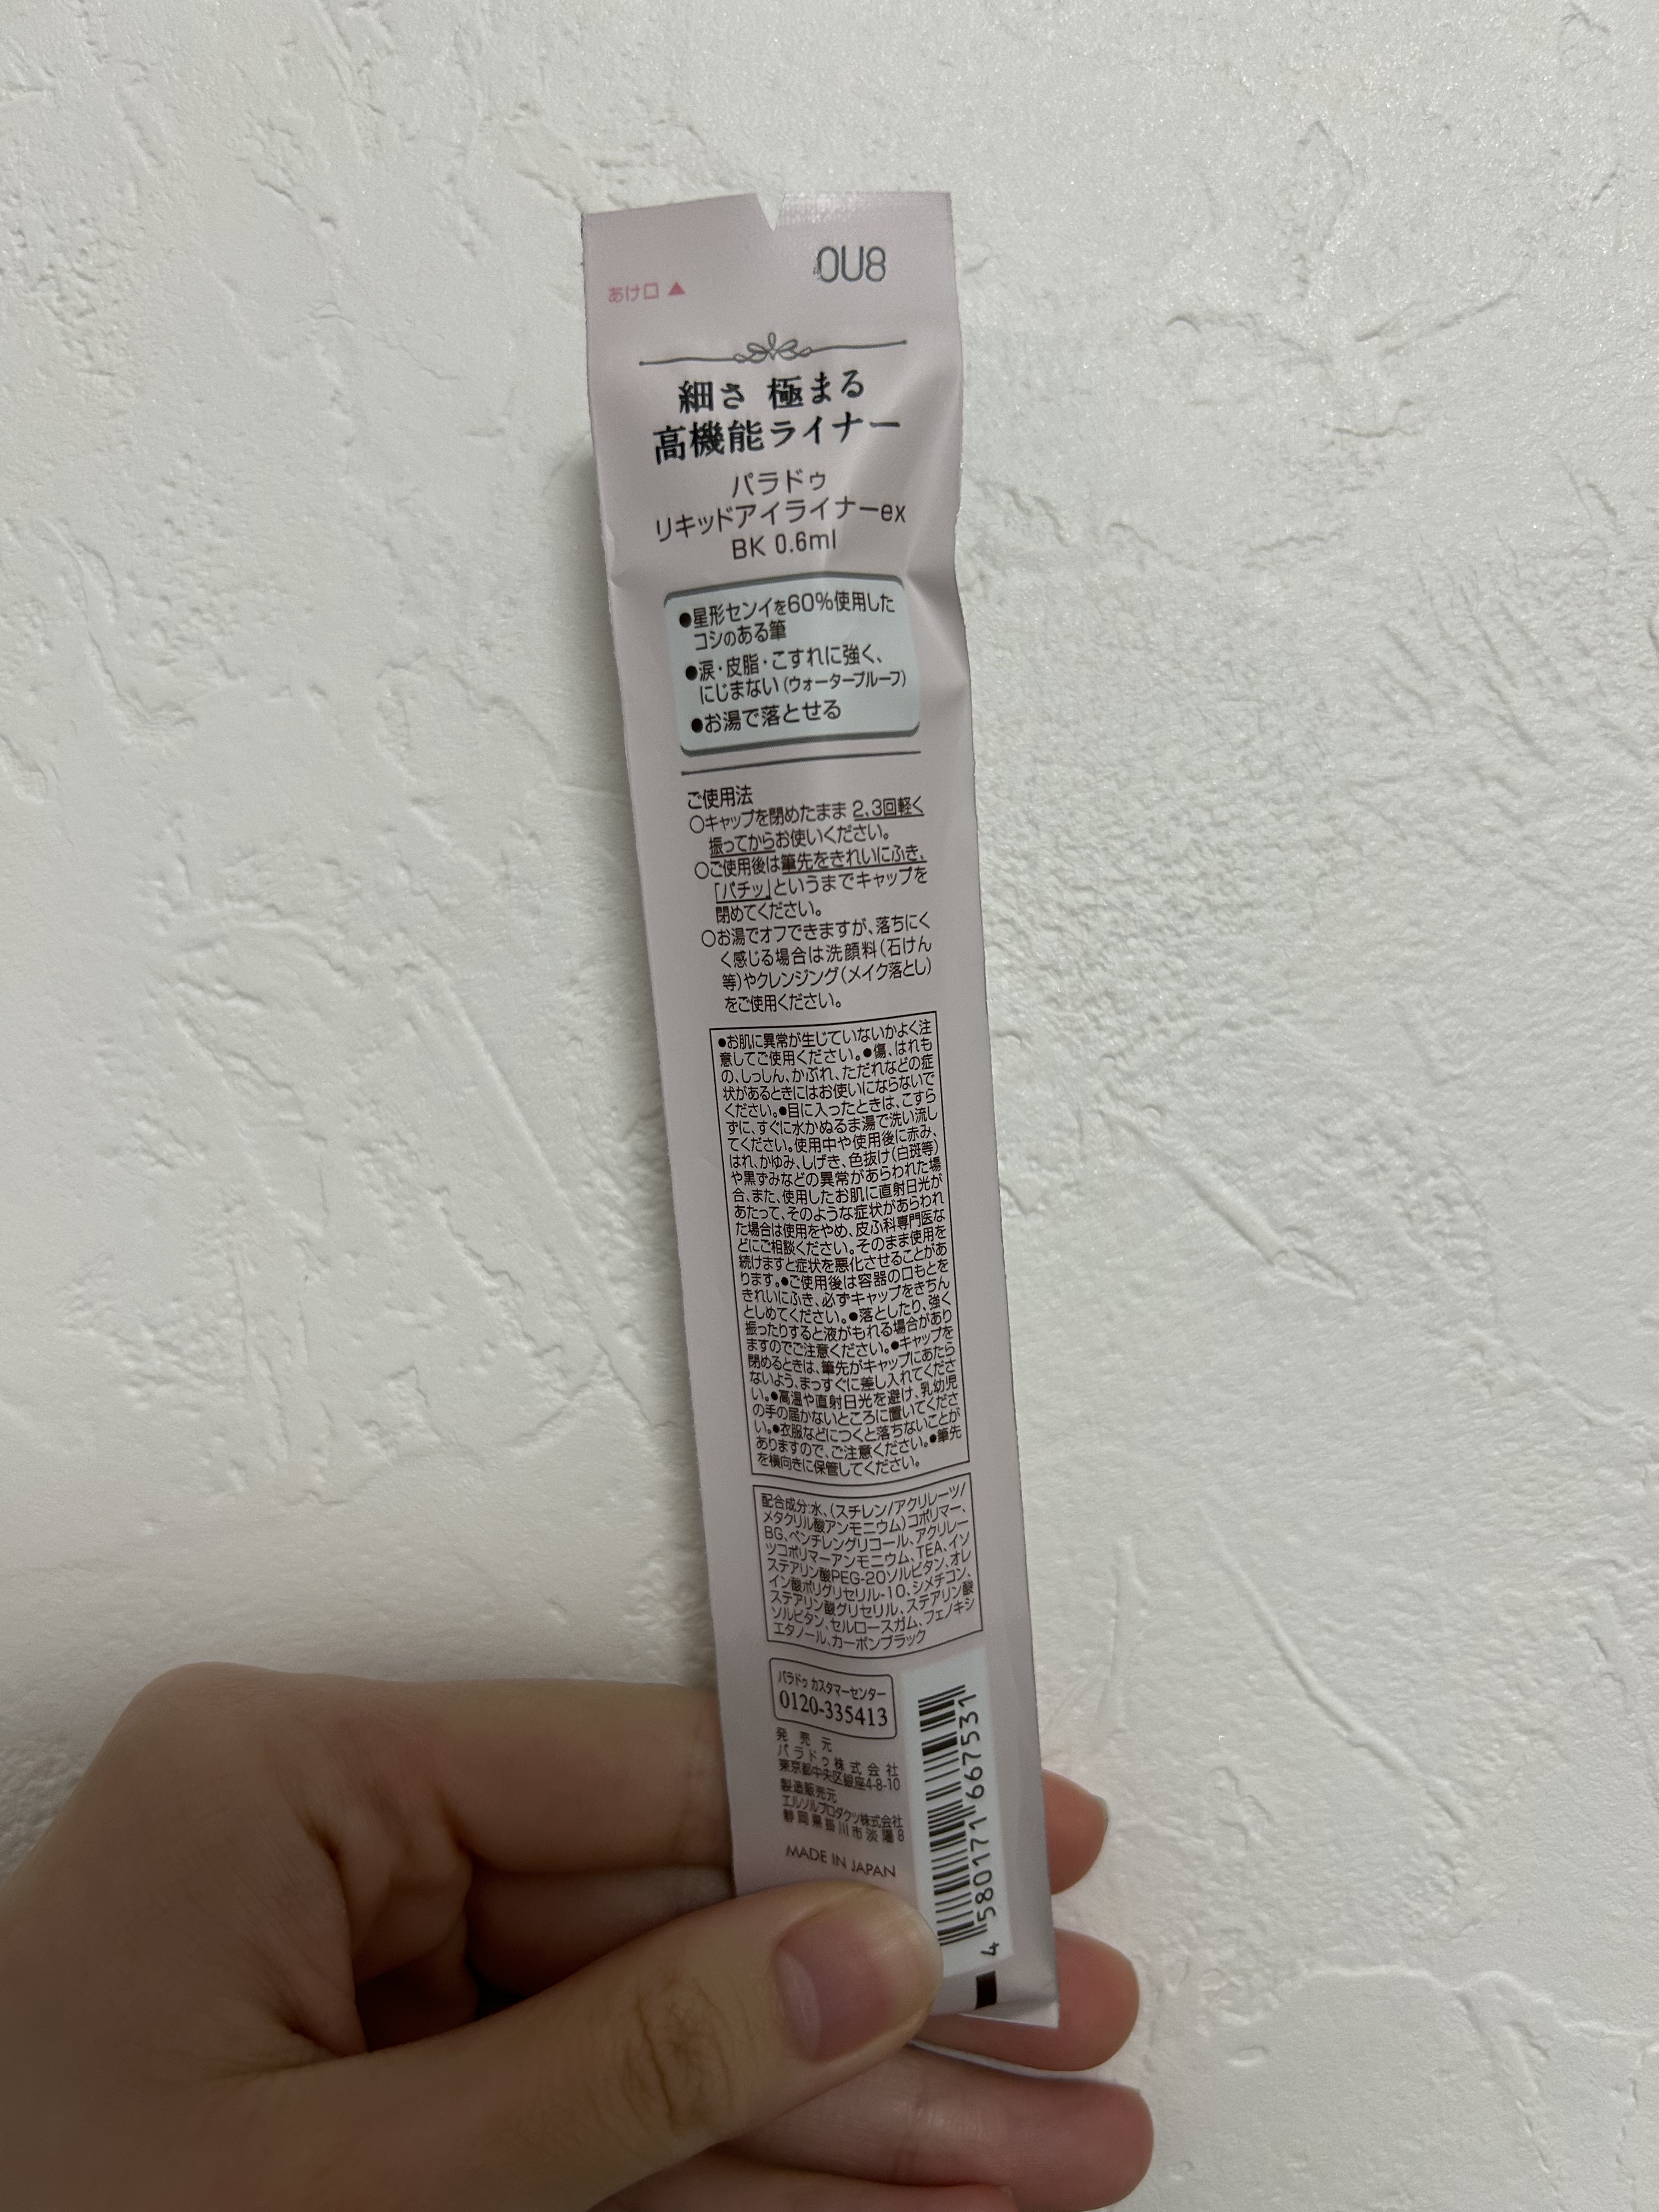 0U8
あけ口▲
細さ 極まる
高機能ライナー
パラドゥ
リキッドアイライナーex
BK 0.6ml
●星形センイを60%使用した
コシのある筆
●涙・皮脂・こすれに強く、
にじまない(ウォータープルーフ)
●お湯で落とせる
ご使用法
○キャップを閉めたまま 2、3回軽く
振ってからお使いください。
○ご使用後は筆先をきれいにふき、
「パチッ」というまでキャップを
閉めてください。
○お湯でオフできますが、落ちにく
く感じる場合は洗顔料(石けん
等)やクレンジング(メイク落とし)
をご使用ください。
●お肌に異常が生じていないかよく注
意してご使用ください。●傷、はれも
の、しっしん、かぶれ、ただれなどの症
状があるときにはお使いにならないで
ください。●目に入ったときは、こすら
ずに、すぐに水かぬるま湯で洗い流し
てください。使用中や使用後に赤み、
はれ、かゆみ、しげき、色抜け(白斑等)
や黒ずみなどの異常があらわれた場
合、また、使用したお肌に直射日光が
あたって、そのような症状があらわれ
た場合は使用をやめ、皮ふ科専門医な
どにご相談ください。そのまま使用を
続けますと症状を悪化させることがあ
ります。●ご使用後は容器の口もとを
きれいにふき、必ずキャップをきちん
としめてください。●落としたり、強く
振ったりすると液がもれる場合があり
ますのでご注意ください。●キャップを
閉めるときは、筆先がキャップにあたら
ないよう、まっすぐに差し入れてくださ
い。●高温や直射日光を避け、乳幼児
の手の届かないところに置いてくださ
い。●衣服などにつくと落ちないことが
ありますので、ご注意ください。●筆先
を横向きに保管してください。
配合成分:水、(スチレン/アクリレーツ/
メタクリル酸アンモニウム)コポリマー、
BG、ペンチレングリコール、アクリレー
ツコポリマーアンモニウム、TEA、イソ
ステアリン酸PEG-20ソルビタン、オレ
イン酸ポリグリセリル-10、シメチコン、
ステアリン酸グリセリル、ステアリン酸
ソルビタン、セルロースガム、フェノキシ
エタノール、カーボンブラック
パラドゥ カスタマーセンター
0120-335413
発売元
パラドゥ株式会社
東京都中央区銀座4-8-10
製造販売元
エルソルプロダクツ株式会社
静岡県掛川市淡陽8
MADE IN JAPAN
4 580171 667531